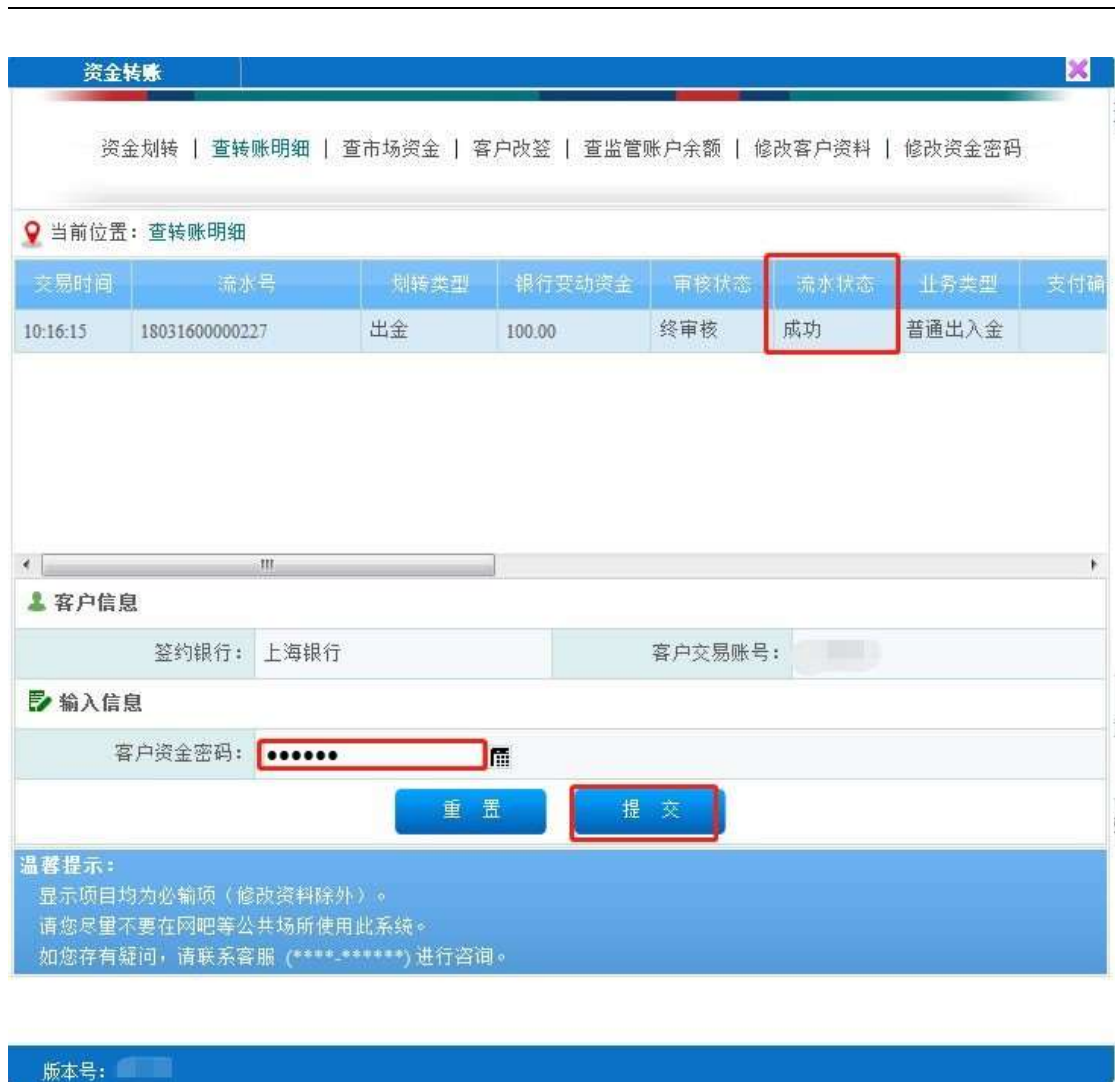 资金转账
资金划转 | 查转账明细 | 查市场资金 | 客户改签 | 查监管账户余额 | 修改客户资料 | 修改资金密码
当前位置：查转账明细
交易时间 流水号 划转类型 银行变动资金 审核状态 流水状态 业务类型 支付确
10:16:15 18031600000227 出金 100.00 终审核 成功 普通出入金
客户信息
签约银行： 上海银行 客户交易账号：
输入信息
客户资金密码： ●●●●●●
重 置 提 交
温馨提示：
显示项目均为必输项（修改资料除外）。
请您尽量不要在网吧等公共场所使用此系统。
如您存有疑问，请联系客服 (****-******) 进行咨询。
版本号：